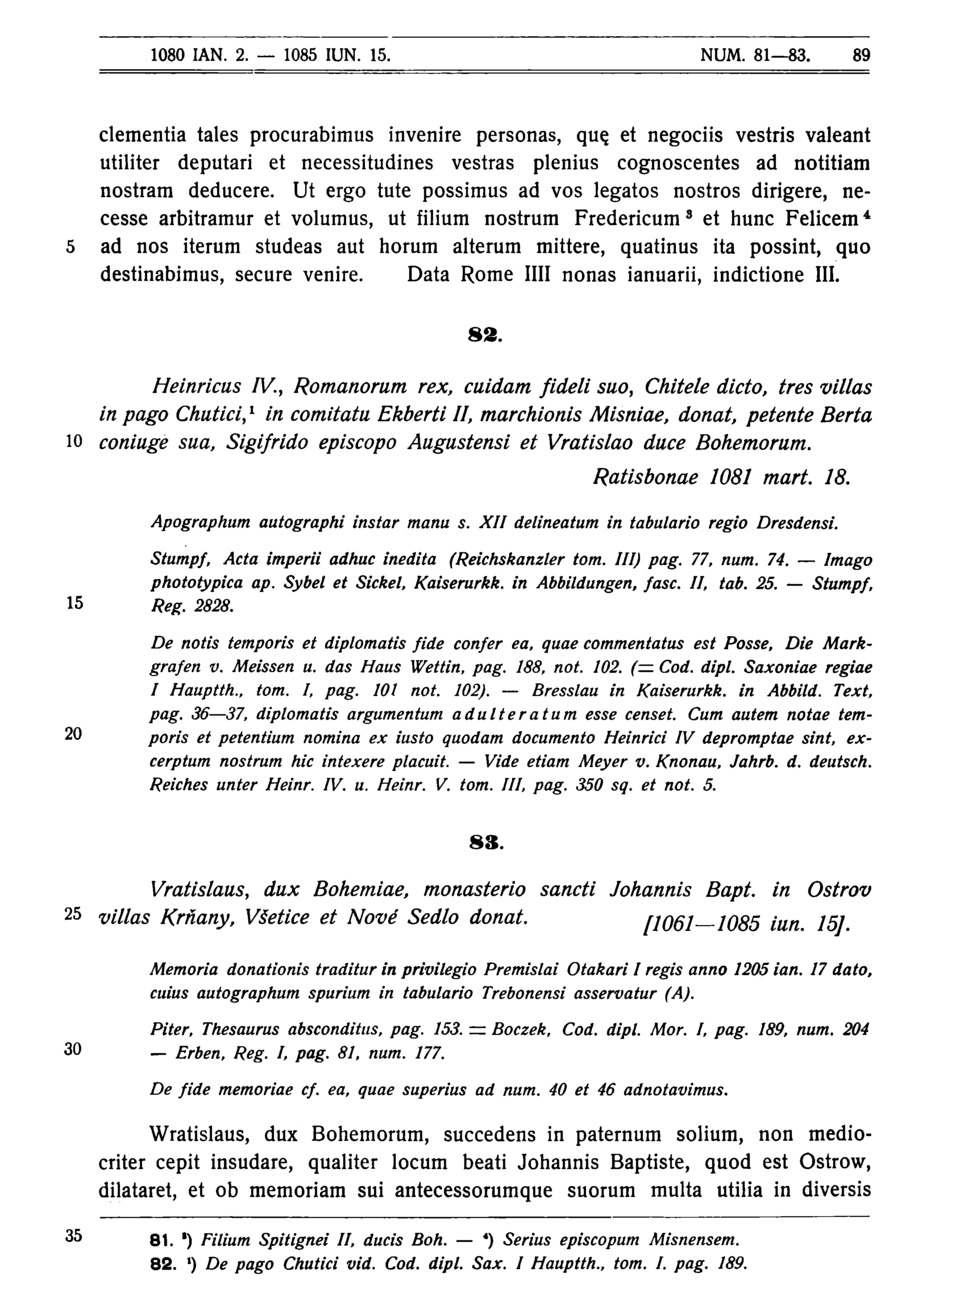 1080 IAN. 2. — 1085 IUN. 15. NUM. 81—83. 89
clementia tales procurabimus invenire personas, quę et negociis vestris valeant
utiliter deputari et necessitudines vestras plenius cognoscentes ad notitiam
nostram deducere. Ut ergo tute possimus ad vos legatos nostros dirigere, ne-
cesse arbitramur et volumus, ut filium nostrum Fredericum ³ et hunc Felicem ⁴
5 ad nos iterum studeas aut horum alterum mittere, quatinus ita possint, quo
destinabimus, secure venire. Data Rome IIII nonas ianuarii, indictione III.
82.
Heinricus IV., Romanorum rex, cuidam fideli suo, Chitele dicto, tres villas
in pago Chutici,¹ in comitatu Ekberti II, marchionis Misniae, donat, petente Berta
10 coniuge sua, Sigifrido episcopo Augustensi et Vratislao duce Bohemorum.
Ratisbonae 1081 mart. 18.
Apographum autographi instar manu s. XII delineatum in tabulario regio Dresdensi.
Stumpf, Acta imperii adhuc inedita (Reichskanzler tom. III) pag. 77, num. 74. — Imago
phototypica ap. Sybel et Sickel, Kaiserurkk. in Abbildungen, fasc. II, tab. 25. — Stumpf,
15 Reg. 2828.
De notis temporis et diplomatis fide confer ea, quae commentatus est Posse, Die Mark-
grafen v. Meissen u. das Haus Wettin, pag. 188, not. 102. (= Cod. dipl. Saxoniae regiae
I Hauptth., tom. I, pag. 101 not. 102). — Bresslau in Kaiserurkk. in Abbild. Text,
pag. 36—37, diplomatis argumentum adulteratum esse censet. Cum autem notae tem-
20 poris et petentium nomina ex iusto quodam documento Heinrici IV depromptae sint, ex-
cerptum nostrum hic intexere placuit. — Vide etiam Meyer v. Knonau, Jahrb. d. deutsch.
Reiches unter Heinr. IV. u. Heinr. V. tom. III, pag. 350 sq. et not. 5.
83.
Vratislaus, dux Bohemiae, monasterio sancti Johannis Bapt. in Ostrov
25 villas Krňany, Všetice et Nové Sedlo donat. [1061—1085 iun. 15].
Memoria donationis traditur in privilegio Premislai Otakari I regis anno 1205 ian. 17 dato,
cuius autographum spurium in tabulario Trebonensi asservatur (A).
Piter, Thesaurus absconditus, pag. 153. = Boczek, Cod. dipl. Mor. I, pag. 189, num. 204
30 — Erben, Reg. I, pag. 81, num. 177.
De fide memoriae cf. ea, quae superius ad num. 40 et 46 adnotavimus.
Wratislaus, dux Bohemorum, succedens in paternum solium, non medio-
criter cepit insudare, qualiter locum beati Johannis Baptiste, quod est Ostrow,
dilataret, et ob memoriam sui antecessorumque suorum multa utilia in diversis
35 81. ³) Filium Spitignei II, ducis Boh. — ⁴) Serius episcopum Misnensem.
82. ¹) De pago Chutici vid. Cod. dipl. Sax. I Hauptth., tom. I. pag. 189.